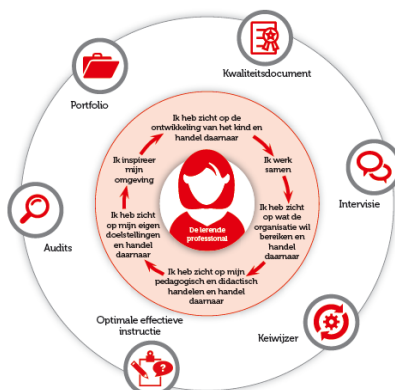 Kwaliteitsdocument
Portfolio
Ik heb zicht op de
ontwikkeling van het kind en
handel daarnaar
Ik inspireer
mijn
omgeving
Ik werk
samen
Intervisie
De lerende
professional
Ik heb zicht
op mijn eigen
doelstellingen
en handel
daarnaar
Ik heb zicht
op wat de
organisatie wil
bereiken en
handel
daarnaar
Audits
Ik heb zicht op mijn
pedagogisch en didactisch
handelen en handel
daarnaar
Optimale effectieve
instructie
Keiwijzer
?